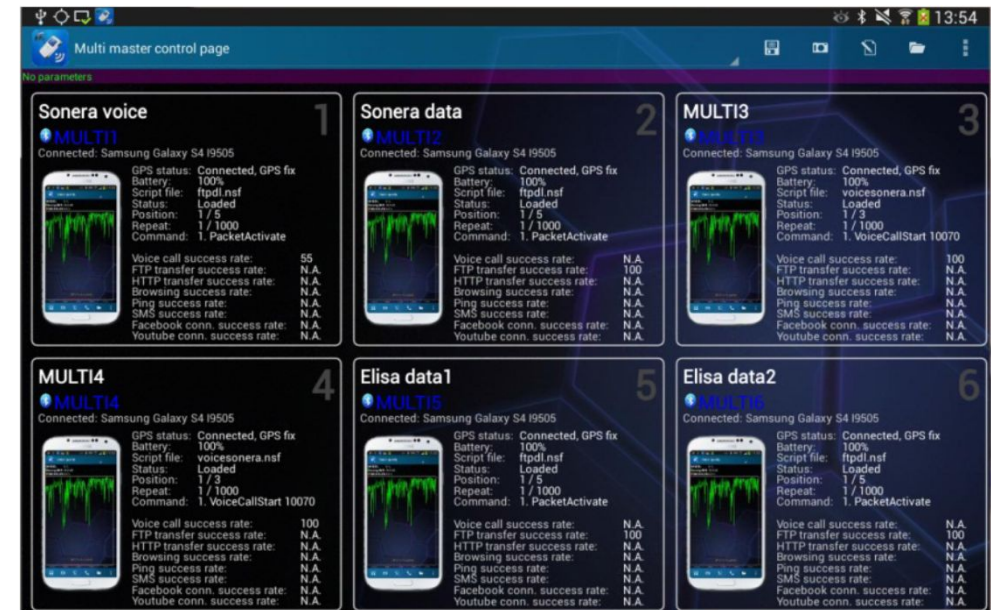 13:54
Multi master control page
No parameters
Sonera voice
1
MULTI1
Connected: Samsung Galaxy S4 I9505
GPS status: Connected, GPS fix
Battery: 100%
Script file: ftpdl.nsf
Status: Loaded
Position: 1 / 5
Repeat: 1 / 1000
Command: 1. PacketActivate
Voice call success rate: 55
FTP transfer success rate: N.A.
HTTP transfer success rate: N.A.
Browsing success rate: N.A.
Ping success rate: N.A.
SMS success rate: N.A.
Facebook conn. success rate: N.A.
Youtube conn. success rate: N.A.
Sonera data
2
MULTI2
Connected: Samsung Galaxy S4 I9505
GPS status: Connected, GPS fix
Battery: 100%
Script file: ftpdl.nsf
Status: Loaded
Position: 1 / 5
Repeat: 1 / 1000
Command: 1. PacketActivate
Voice call success rate: N.A.
FTP transfer success rate: 100
HTTP transfer success rate: N.A.
Browsing success rate: N.A.
Ping success rate: N.A.
SMS success rate: N.A.
Facebook conn. success rate: N.A.
Youtube conn. success rate: N.A.
MULTI3
3
MULTI3
Connected: Samsung Galaxy S4 I9505
GPS status: Connected, GPS fix
Battery: 100%
Script file: voicesonera.nsf
Status: Loaded
Position: 1 / 3
Repeat: 1 / 1000
Command: 1. VoiceCallStart 10070
Voice call success rate: 100
FTP transfer success rate: N.A.
HTTP transfer success rate: N.A.
Browsing success rate: N.A.
Ping success rate: N.A.
SMS success rate: N.A.
Facebook conn. success rate: N.A.
Youtube conn. success rate: N.A.
MULTI4
4
MULTI4
Connected: Samsung Galaxy S4 I9505
GPS status: Connected, GPS fix
Battery: 100%
Script file: voicesonera.nsf
Status: Loaded
Position: 1 / 3
Repeat: 1 / 1000
Command: 1. VoiceCallStart 10070
Voice call success rate: 100
FTP transfer success rate: N.A.
HTTP transfer success rate: N.A.
Browsing success rate: N.A.
Ping success rate: N.A.
SMS success rate: N.A.
Facebook conn. success rate: N.A.
Youtube conn. success rate: N.A.
Elisa data1
5
MULTI5
Connected: Samsung Galaxy S4 I9505
GPS status: Connected, GPS fix
Battery: 100%
Script file: ftpdl.nsf
Status: Loaded
Position: 1 / 5
Repeat: 1 / 1000
Command: 1. PacketActivate
Voice call success rate: N.A.
FTP transfer success rate: 100
HTTP transfer success rate: N.A.
Browsing success rate: N.A.
Ping success rate: N.A.
SMS success rate: N.A.
Facebook conn. success rate: N.A.
Youtube conn. success rate: N.A.
Elisa data2
6
MULTI6
Connected: Samsung Galaxy S4 I9505
GPS status: Connected, GPS fix
Battery: 100%
Script file: ftpdl.nsf
Status: Loaded
Position: 1 / 5
Repeat: 1 / 1000
Command: 1. PacketActivate
Voice call success rate: N.A.
FTP transfer success rate: 100
HTTP transfer success rate: N.A.
Browsing success rate: N.A.
Ping success rate: N.A.
SMS success rate: N.A.
Facebook conn. success rate: N.A.
Youtube conn. success rate: N.A.